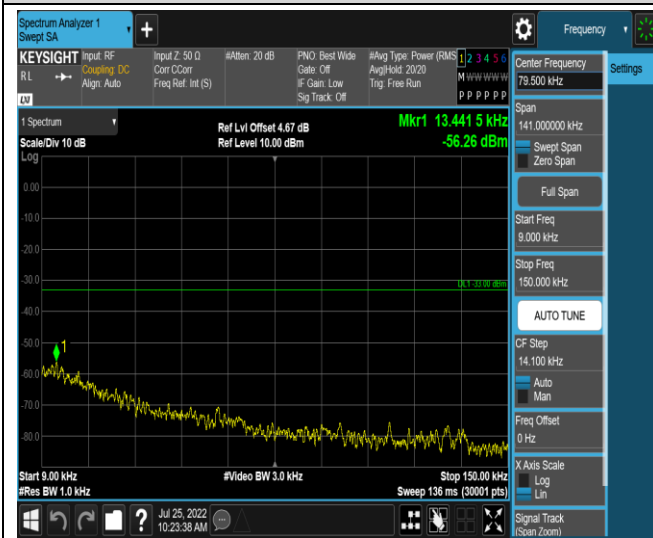 Spectrum Analyzer 1
Swept SA
+
Frequency
KEYSIGHT
RL
LXI
Input: RF
Coupling: DC
Align: Auto
Input Z: 50 Ω
Corr CCorr
Freq Ref: Int (S)
#Atten: 20 dB
PNO: Best Wide
Gate: Off
IF Gain: Low
Sig Track: Off
#Avg Type: Power (RMS
Avg|Hold: 20/20
Trig: Free Run
1 2 3 4 5 6
M W W W W W
P P P P P P
1 Spectrum
Scale/Div 10 dB
Ref Lvl Offset 4.67 dB
Ref Level 10.00 dBm
Mkr1 13.441 5 kHz
-56.26 dBm
Log
0.00
-10.0
-20.0
-30.0
DL1 -33.00 dBm
-40.0
-50.0
1
-60.0
-70.0
-80.0
Start 9.00 kHz
#Res BW 1.0 kHz
#Video BW 3.0 kHz
Stop 150.00 kHz
Sweep 136 ms (30001 pts)
?
Jul 25, 2022
10:23:38 AM
Center Frequency
79.500 kHz
Span
141.000000 kHz
Swept Span
Zero Span
Full Span
Start Freq
9.000 kHz
Stop Freq
150.000 kHz
AUTO TUNE
CF Step
14.100 kHz
Auto
Man
Freq Offset
0 Hz
X Axis Scale
Log
Lin
Signal Track
(Span Zoom)
Settings